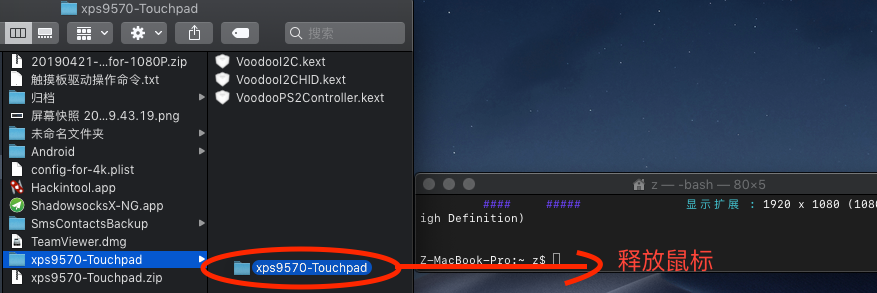 xps9570-Touchpad
搜索
20190421-...for-1080P.zip
触摸板驱动操作命令.txt
归档
屏幕快照 20...9.43.19.png
未命名文件夹
Android
config-for-4k.plist
Hackintool.app
ShadowsocksX-NG.app
SmsContactsBackup
TeamViewer.dmg
xps9570-Touchpad
xps9570-Touchpad.zip
VoodooI2C.kext
VoodooI2CHID.kext
VoodooPS2Controller.kext
xps9570-Touchpad
z — -bash — 80×5
#### ##### 显示扩展 : 1920 x 1080 (108
igh Definition)
Z-MacBook-Pro:~ z$
释放鼠标